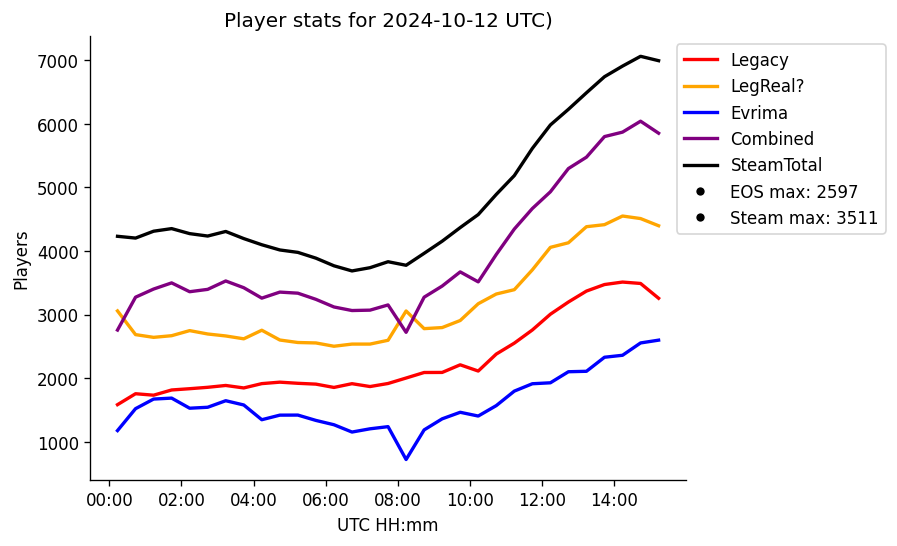 Player stats for 2024-10-12 UTC)
7000
6000
5000
4000
3000
2000
1000
Players
00:00 02:00 04:00 06:00 08:00 10:00 12:00 14:00
UTC HH:mm
Legacy
LegReal?
Evrima
Combined
SteamTotal
EOS max: 2597
Steam max: 3511